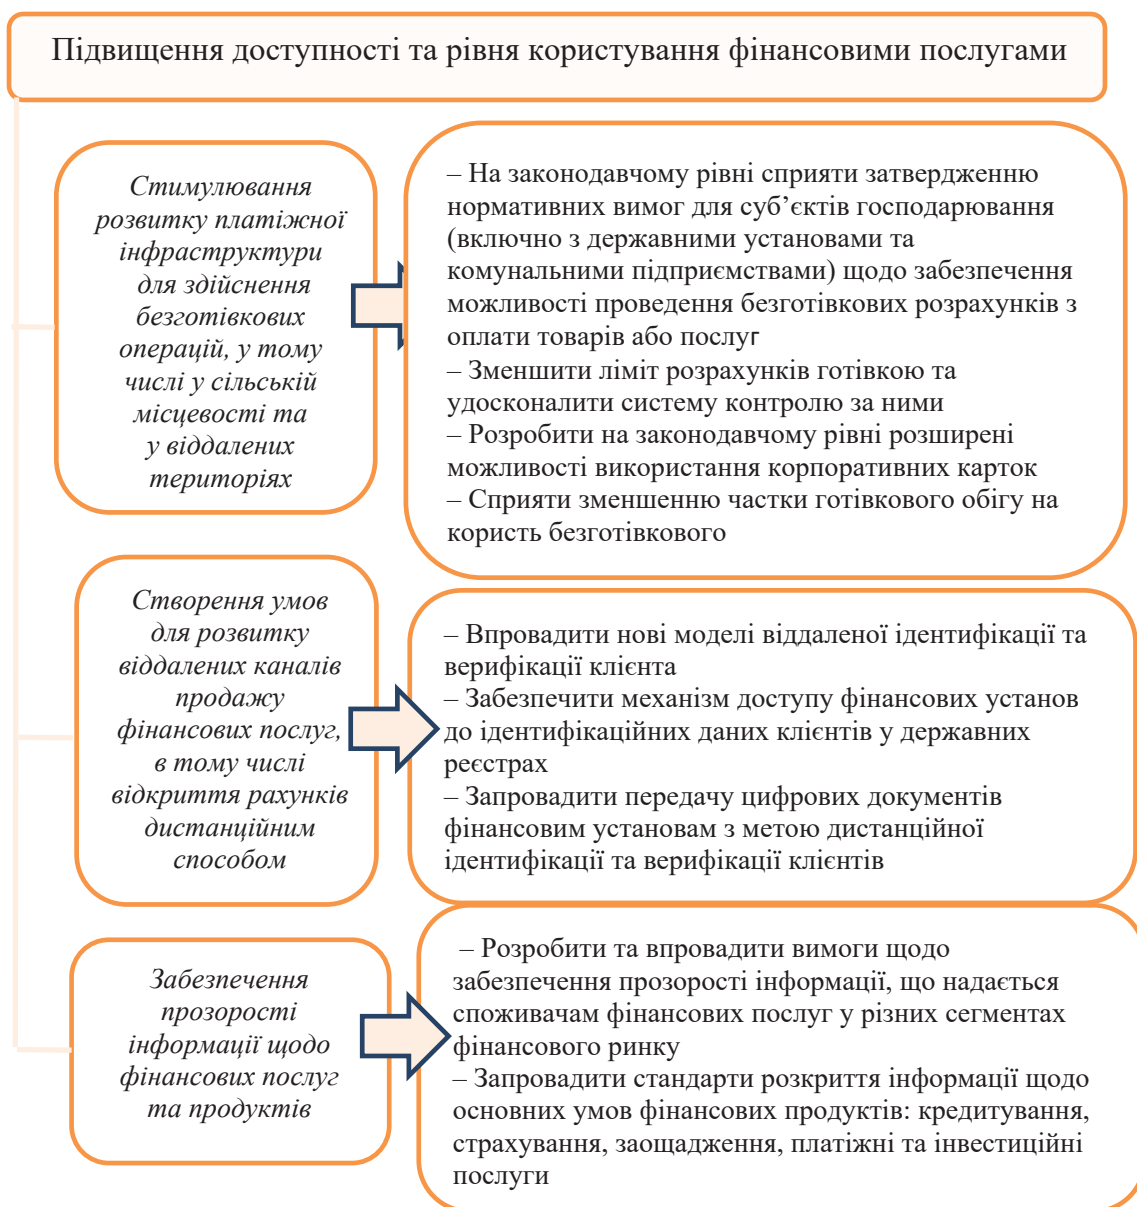 Підвищення доступності та рівня користування фінансовими послугами
Стимулювання
розвитку платіжної
інфраструктури
для здійснення
безготівкових
операцій, у тому
числі у сільській
місцевості та
у віддалених
територіях
– На законодавчому рівні сприяти затвердженню
нормативних вимог для суб’єктів господарювання
(включно з державними установами та
комунальними підприємствами) щодо забезпечення
можливості проведення безготівкових розрахунків з
оплати товарів або послуг
– Зменшити ліміт розрахунків готівкою та
удосконалити систему контролю за ними
– Розробити на законодавчому рівні розширені
можливості використання корпоративних карток
– Сприяти зменшенню частки готівкового обігу на
користь безготівкового
Створення умов
для розвитку
віддалених каналів
продажу
фінансових послуг,
в тому числі
відкриття рахунків
дистанційним
способом
– Впровадити нові моделі віддаленої ідентифікації та
верифікації клієнта
– Забезпечити механізм доступу фінансових установ
до ідентифікаційних даних клієнтів у державних
реєстрах
– Запровадити передачу цифрових документів
фінансовим установам з метою дистанційної
ідентифікації та верифікації клієнтів
Забезпечення
прозорості
інформації щодо
фінансових послуг
та продуктів
– Розробити та впровадити вимоги щодо
забезпечення прозорості інформації, що надається
споживачам фінансових послуг у різних сегментах
фінансового ринку
– Запровадити стандарти розкриття інформації щодо
основних умов фінансових продуктів: кредитування,
страхування, заощадження, платіжні та інвестиційні
послуги